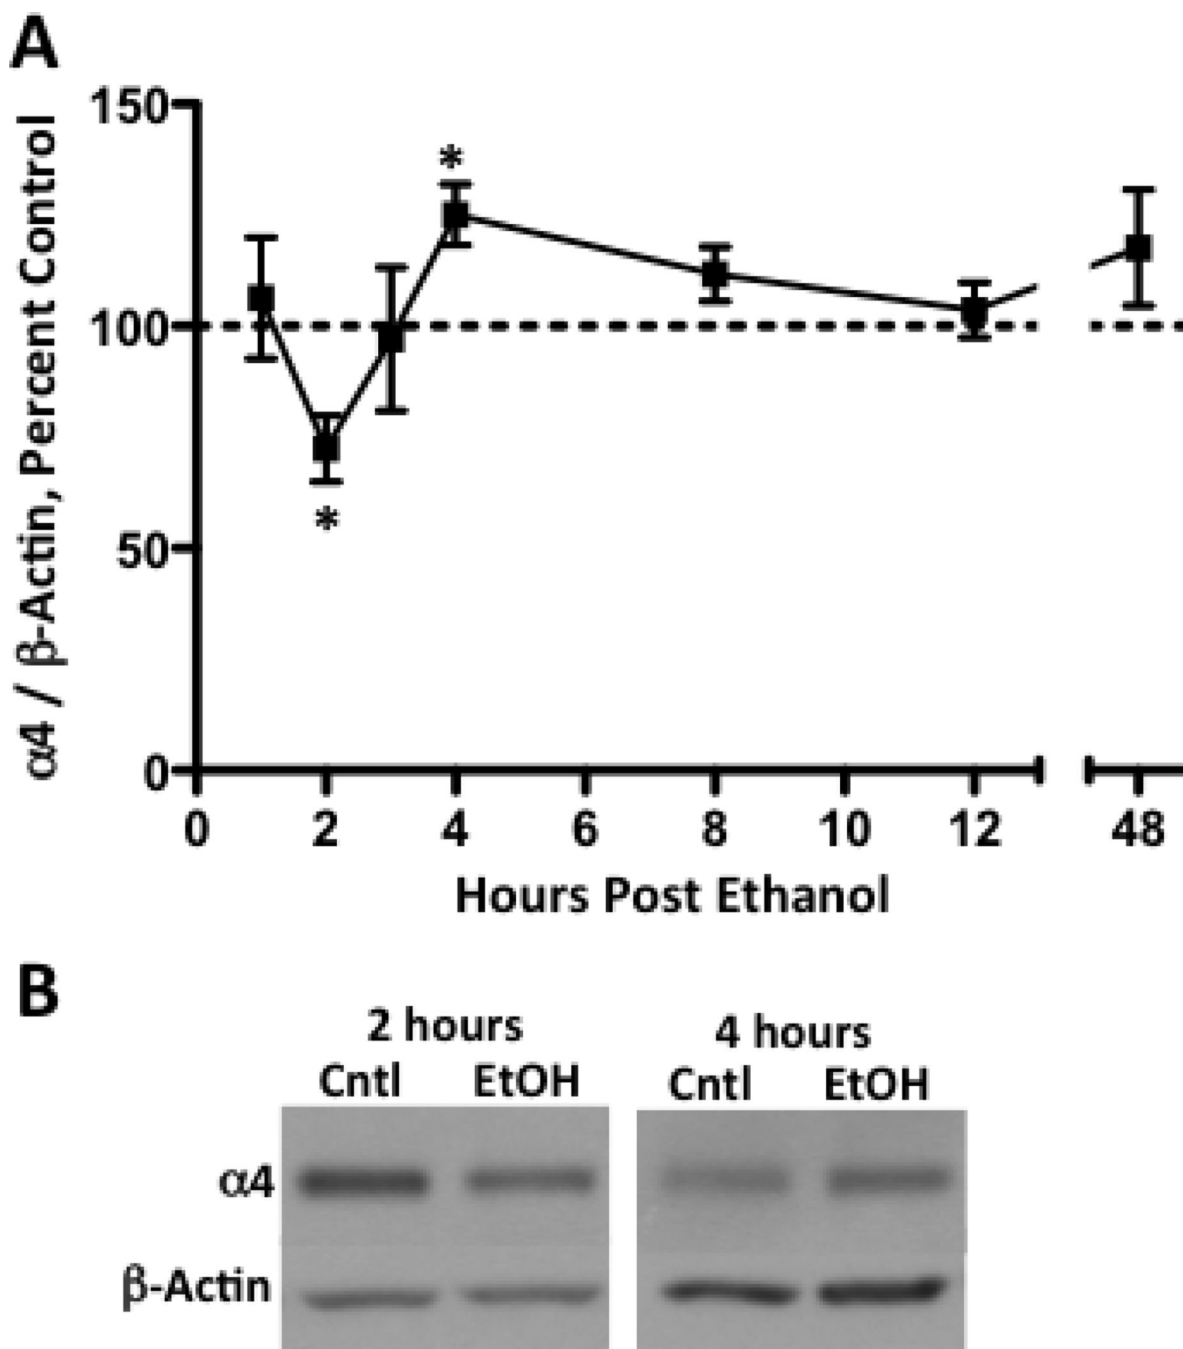 A
α4 / β-Actin, Percent Control
150
100
50
0
*
*
0 2 4 6 8 10 12 48
Hours Post Ethanol
B
2 hours 4 hours
Cntl EtOH Cntl EtOH
α4
β-Actin